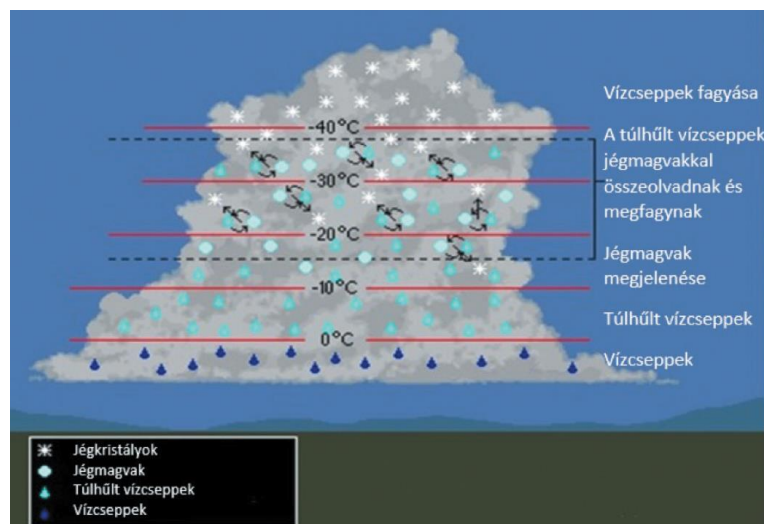 Vízcseppek fagyása
-40°C
A túlhűlt vízcseppek
jégmagvakkal
összeolvadnak és
megfagynak
-30°C
-20°C
Jégmagvak
megjelenése
-10°C
Túlhűlt vízcseppek
0°C
Vízcseppek
Jégkristályok
Jégmagvak
Túlhűlt vízcseppek
Vízcseppek